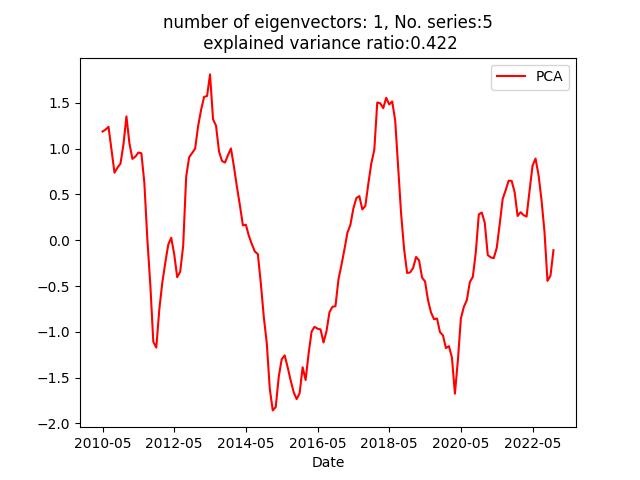 number of eigenvectors: 1, No. series:5
explained variance ratio:0.422
PCA
1.5
1.0
0.5
0.0
−0.5
−1.0
−1.5
−2.0
2010-05 2012-05 2014-05 2016-05 2018-05 2020-05 2022-05
Date